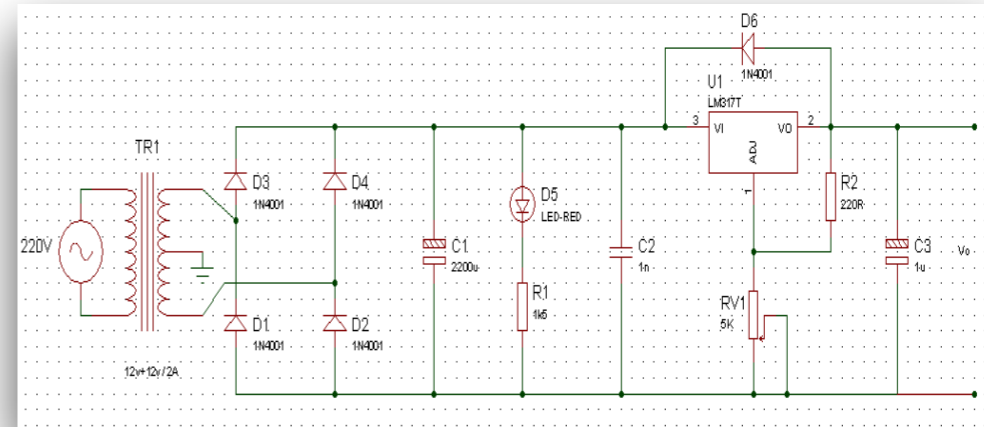 D6
1N4001
U1
LM317T
3
VI
VO
2
ADJ
1
TR1
220V
12v+12v/2A
D3
1N4001
D4
1N4001
D1
1N4001
D2
1N4001
C1
2200u
D5
LED-RED
R1
1k5
C2
1n
R2
220R
RV1
5K
C3
1u
Vo